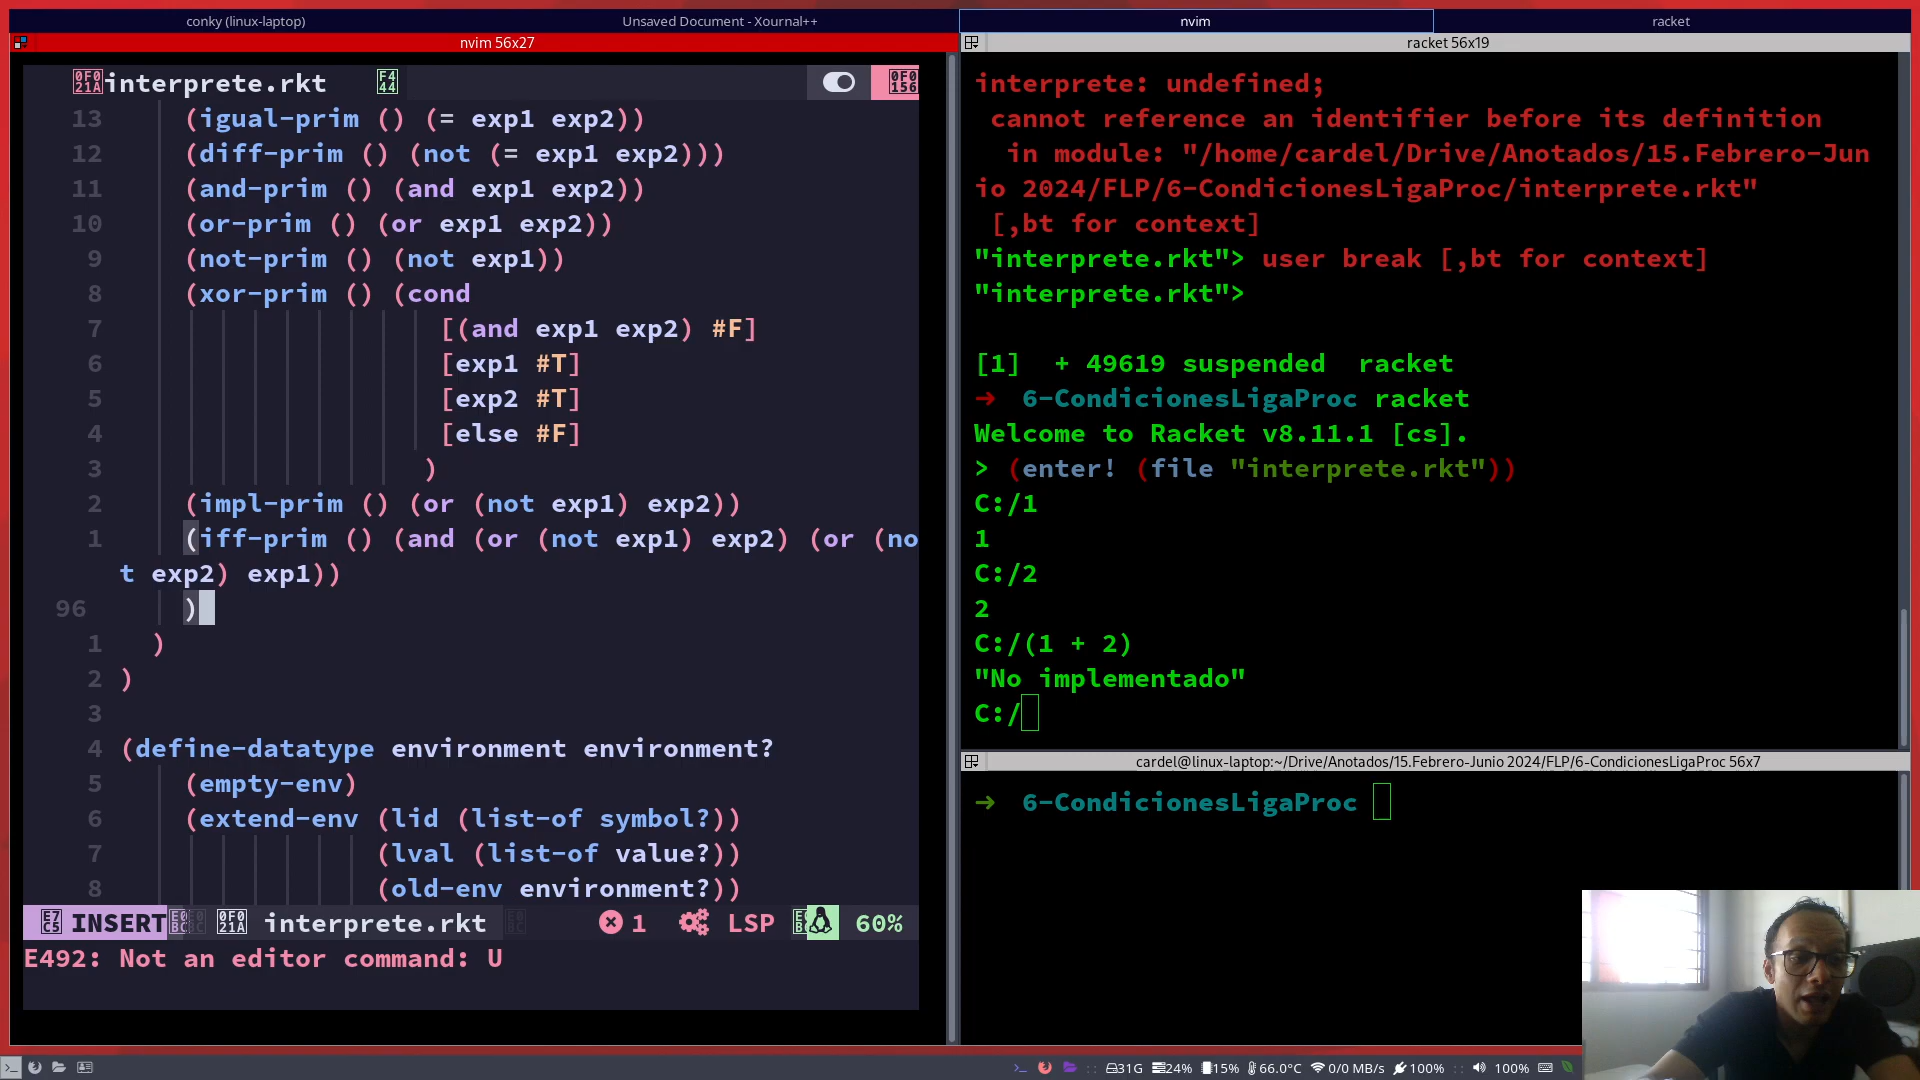 conky (linux-laptop)
Unsaved Document - Xournal++
nvim
racket
nvim 56x27
interprete.rkt
13 (igual-prim () (= exp1 exp2))
12 (diff-prim () (not (= exp1 exp2)))
11 (and-prim () (and exp1 exp2))
10 (or-prim () (or exp1 exp2))
9 (not-prim () (not exp1))
8 (xor-prim () (cond
7 [(and exp1 exp2) #F]
6 [exp1 #T]
5 [exp2 #T]
4 [else #F]
3 )
2 (impl-prim () (or (not exp1) exp2))
1 (iff-prim () (and (or (not exp1) exp2) (or (no
t exp2) exp1))
96 )
1 )
2 )
3
4 (define-datatype environment environment?
5 (empty-env)
6 (extend-env (lid (list-of symbol?))
7 (lval (list-of value?))
8 (old-env environment?))
INSERT interprete.rkt 1 LSP 60%
E492: Not an editor command: U
racket 56x19
interprete: undefined;
cannot reference an identifier before its definition
in module: "/home/cardel/Drive/Anotados/15.Febrero-Jun
io 2024/FLP/6-CondicionesLigaProc/interprete.rkt"
[,bt for context]
"interprete.rkt"> user break [,bt for context]
"interprete.rkt">
[1] + 49619 suspended racket
➜ 6-CondicionesLigaProc racket
Welcome to Racket v8.11.1 [cs].
> (enter! (file "interprete.rkt"))
C:/1
1
C:/2
2
C:/(1 + 2)
"No implementado"
C:/
cardel@linux-laptop:~/Drive/Anotados/15.Febrero-Junio 2024/FLP/6-CondicionesLigaProc 56x7
➜ 6-CondicionesLigaProc
31G 24% 15% 66.0°C 0/0 MB/s 100% 100%